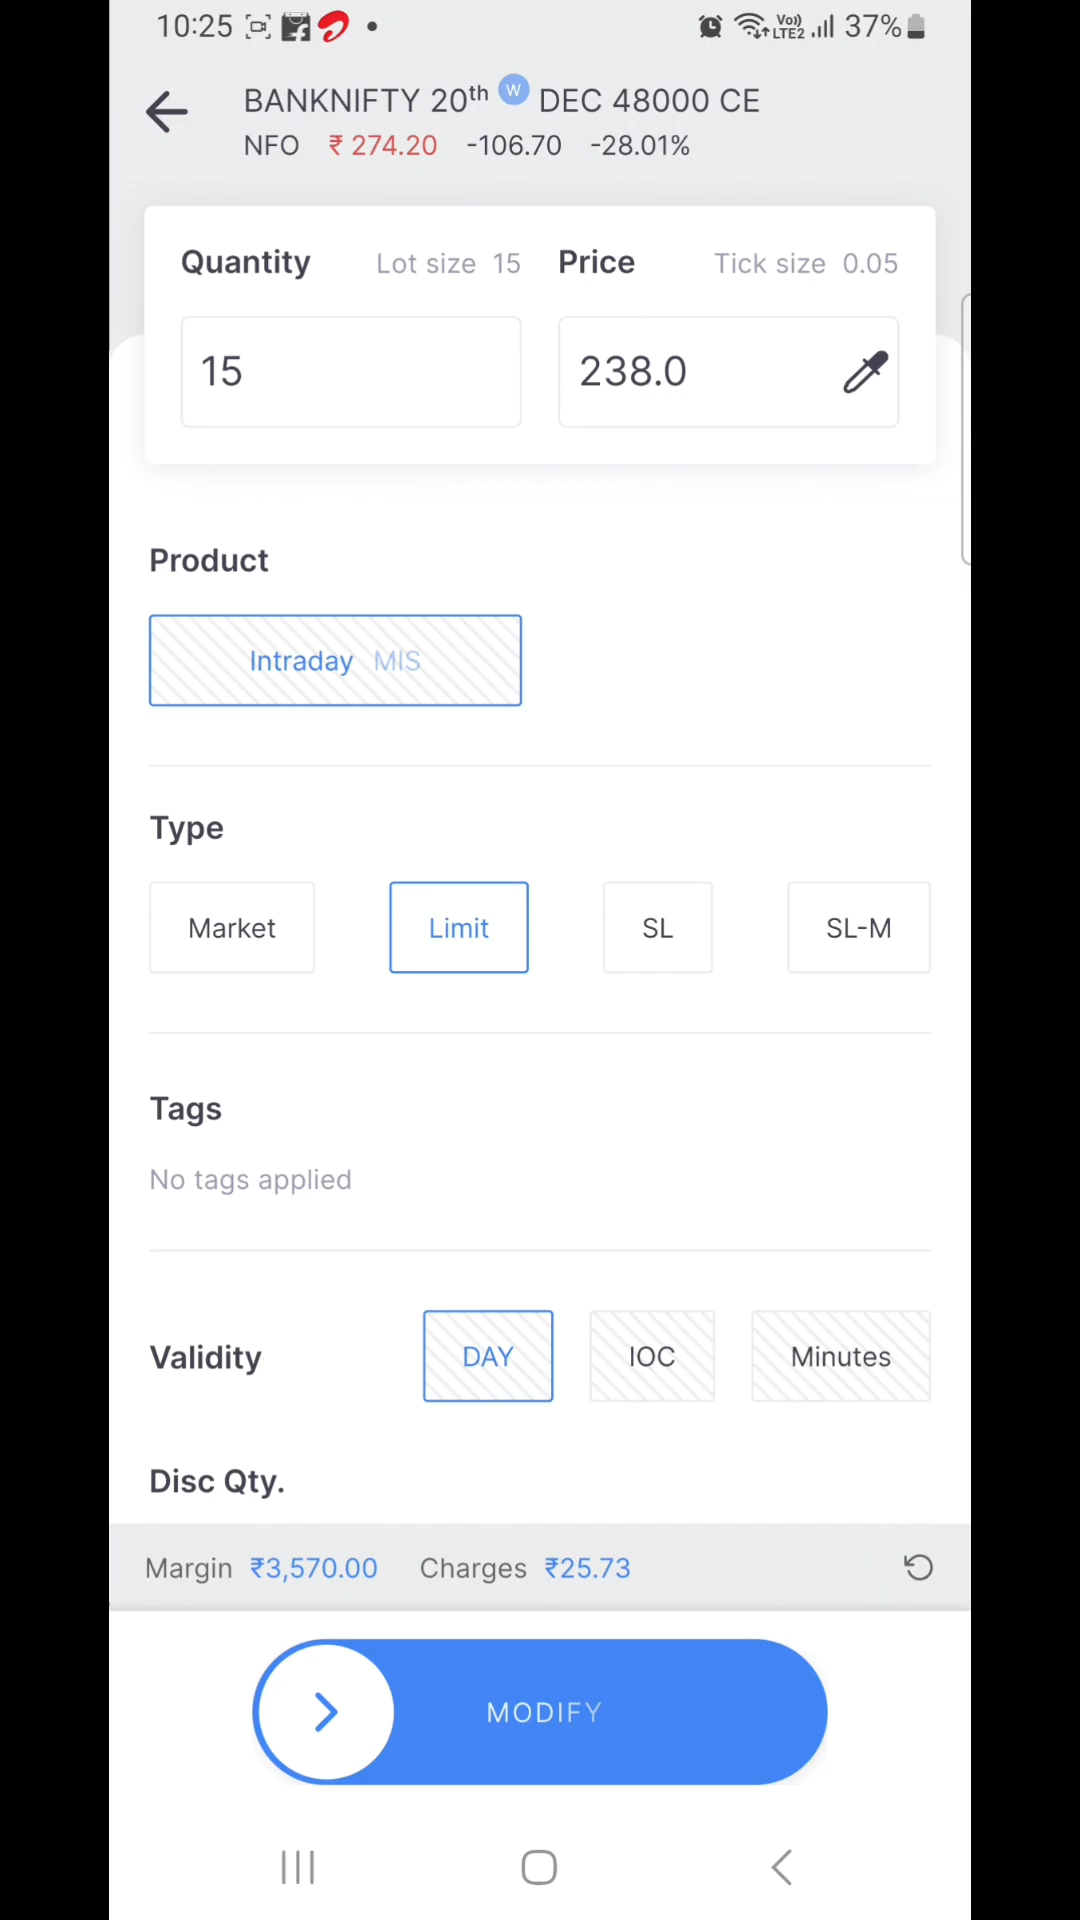 10:25 Vo)) LTE2 37%
BANKNIFTY 20th W DEC 48000 CE
NFO ₹ 274.20 -106.70 -28.01%
Quantity Lot size 15 Price Tick size 0.05
15 238.0
Product
Intraday MIS
Type
Market Limit SL SL-M
Tags
No tags applied
Validity DAY IOC Minutes
Disc Qty.
Margin ₹3,570.00 Charges ₹25.73
MODIFY